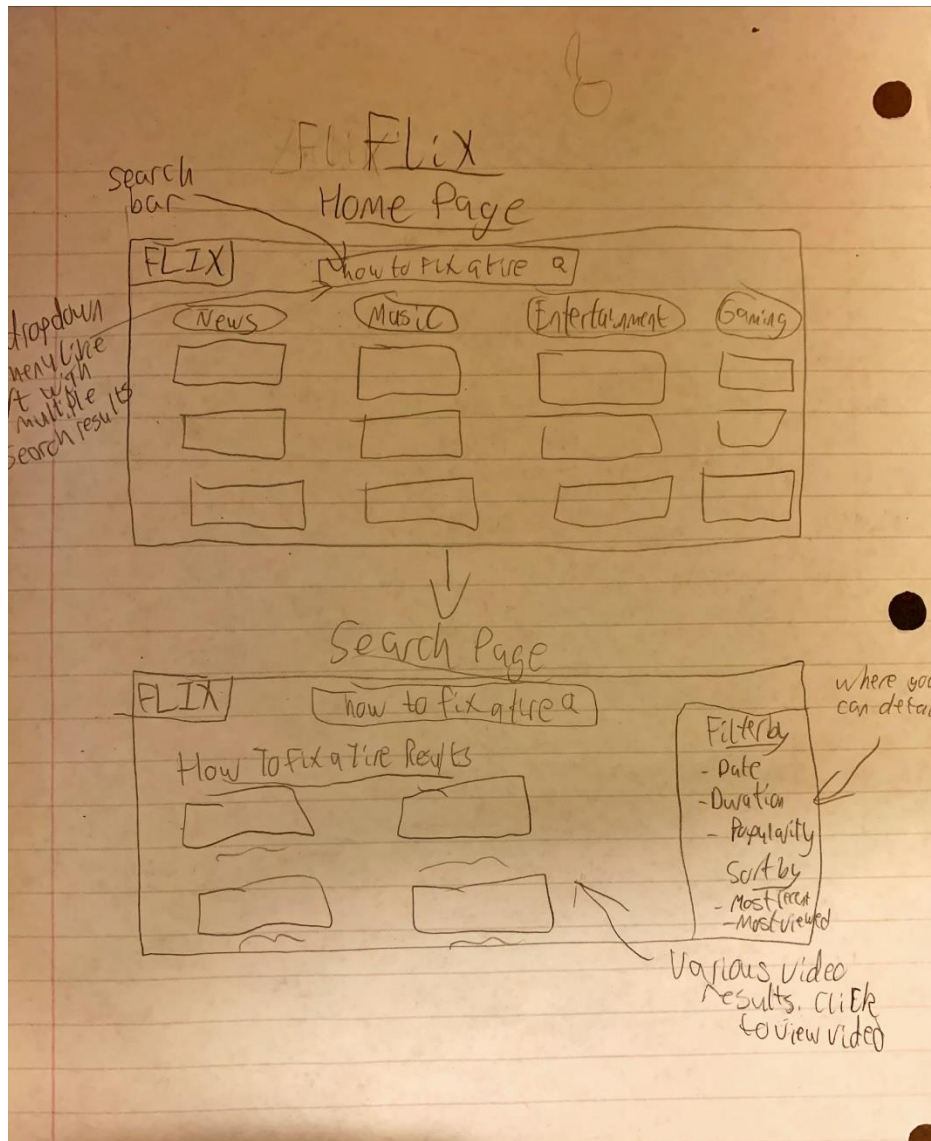 FLiFLix
search
bar
Home Page
FLIX
how to fix a tire
dropdown
menu like
with
multiple
search results
News
Music
Entertainment
Gaming
Search Page
FLIX
how to fix a tire
where you
can
How To Fix a Tire Results
Filter by
- Date
- Duration
- Popularity
Sort by
- Most recent
- Most viewed
Various video
results. Click
to view video